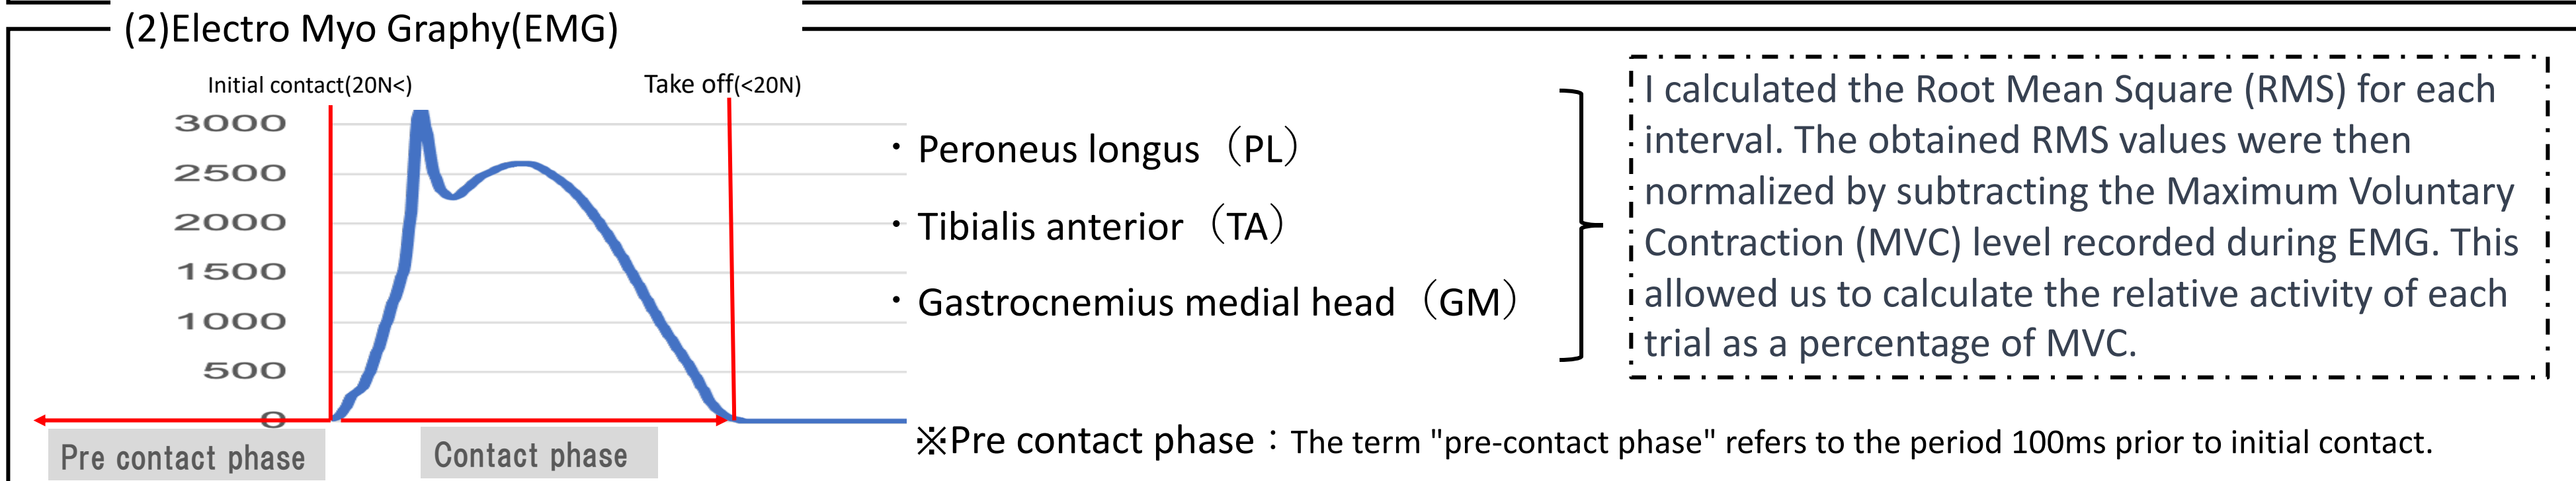 (2)Electro Myo Graphy(EMG)
Initial contact(20N<)
Take off(<20N)
3000
2500
2000
1500
1000
500
0
Pre contact phase
Contact phase
・Peroneus longus（PL）
・Tibialis anterior（TA）
・Gastrocnemius medial head（GM）
I calculated the Root Mean Square (RMS) for each
interval. The obtained RMS values were then
normalized by subtracting the Maximum Voluntary
Contraction (MVC) level recorded during EMG. This
allowed us to calculate the relative activity of each
trial as a percentage of MVC.
※Pre contact phase：The term "pre-contact phase" refers to the period 100ms prior to initial contact.